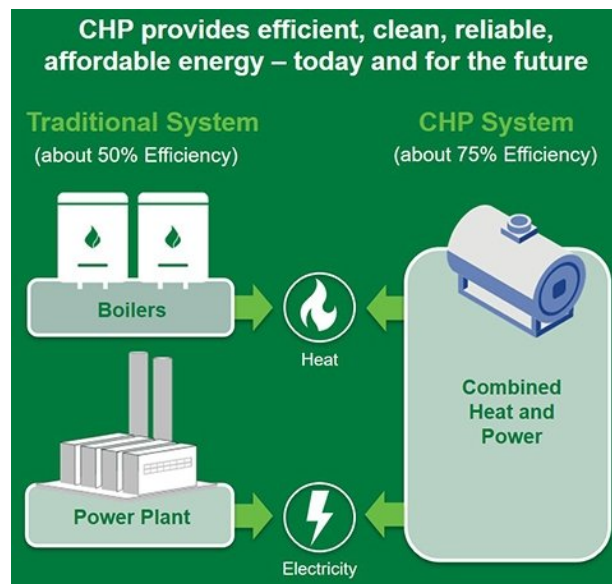 CHP provides efficient, clean, reliable,
affordable energy – today and for the future
Traditional System
(about 50% Efficiency)
CHP System
(about 75% Efficiency)
Boilers
Heat
Combined
Heat and
Power
Power Plant
Electricity